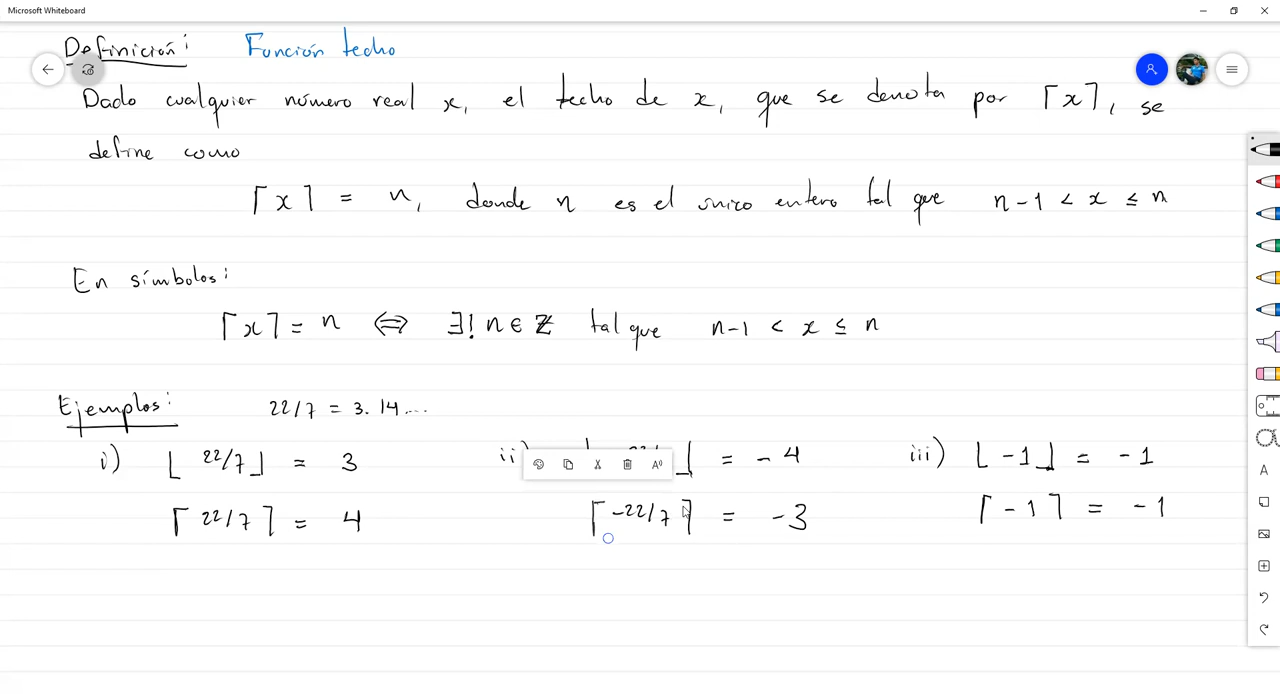 Microsoft Whiteboard
Definición: Función techo
Dado cualquier número real x, el techo de x, que se denota por ⌈x⌉, se
define como
⌈x⌉ = n, donde n es el único entero tal que n-1 < x ≤ n
En símbolos:
⌈x⌉ = n ⇔ ∃! n ∈ ℤ tal que n-1 < x ≤ n
Ejemplos: 22/7 = 3.14...
i) ⌊22/7⌋ = 3 ii) ⌋ = -4 iii) ⌊-1⌋ = -1
⌈22/7⌉ = 4 ⌈-22/7⌉ = -3 ⌈-1⌉ = -1